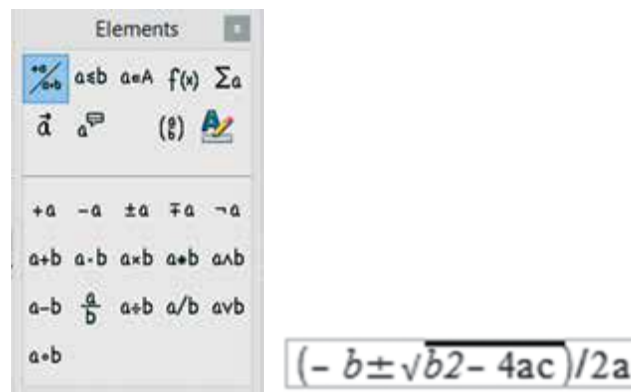 Elements
+a/a+b a≤b a∈A f(x) Σa
a⃗ a (a b)
+a -a ±a ∓a ¬a
a+b a·b a×b a∗b a∧b
a-b a/b a÷b a/b a∨b
a∘b
(- b±√b2- 4ac)/2a